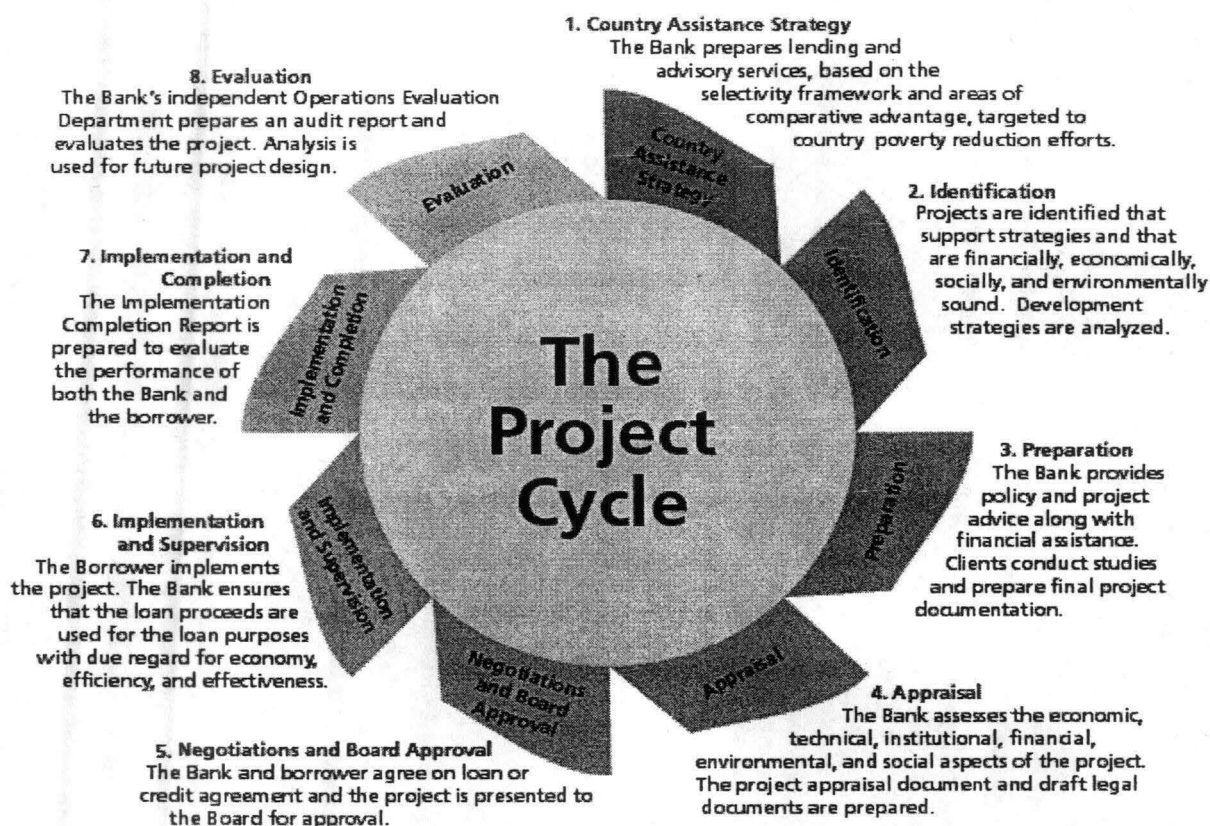 1. Country Assistance Strategy
The Bank prepares lending and
advisory services, based on the
selectivity framework and areas of
comparative advantage, targeted to
country poverty reduction efforts.
2. Identification
Projects are identified that
support strategies and that
are financially, economically,
socially, and environmentally
sound. Development
strategies are analyzed.
3. Preparation
The Bank provides
policy and project
advice along with
financial assistance.
Clients conduct studies
and prepare final project
documentation.
4. Appraisal
The Bank assesses the economic,
technical, institutional, financial,
environmental, and social aspects of the project.
The project appraisal document and draft legal
documents are prepared.
5. Negotiations and Board Approval
The Bank and borrower agree on loan or
credit agreement and the project is presented to
the Board for approval.
6. Implementation
and Supervision
The Borrower implements
the project. The Bank ensures
that the loan proceeds are
used for the loan purposes
with due regard for economy,
efficiency, and effectiveness.
7. Implementation and
Completion
The Implementation
Completion Report is
prepared to evaluate
the performance of
both the Bank and
the borrower.
8. Evaluation
The Bank's independent Operations Evaluation
Department prepares an audit report and
evaluates the project. Analysis is
used for future project design.
Country
Assistance
Strategy
Identification
Preparation
Appraisal
Negotiations
and Board
Approval
Implementation
and Supervision
Implementation
and Completion
Evaluation
The
Project
Cycle